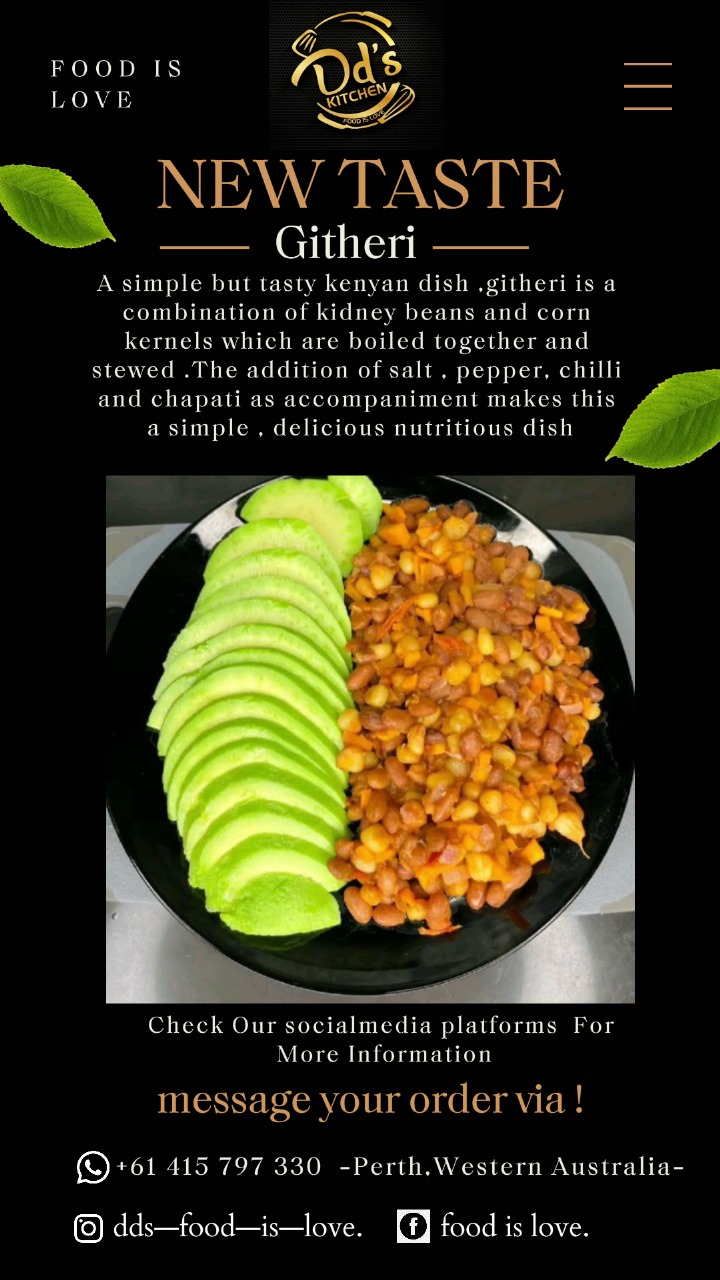 FOOD IS
LOVE
Dd's
KITCHEN
FOOD IS LOVE
NEW TASTE
Githeri
A simple but tasty kenyan dish ,githeri is a
combination of kidney beans and corn
kernels which are boiled together and
stewed .The addition of salt , pepper, chilli
and chapati as accompaniment makes this
a simple , delicious nutritious dish
Check Our socialmedia platforms For
More Information
message your order via !
+61 415 797 330 -Perth,Western Australia-
dds—food—is—love.
food is love.